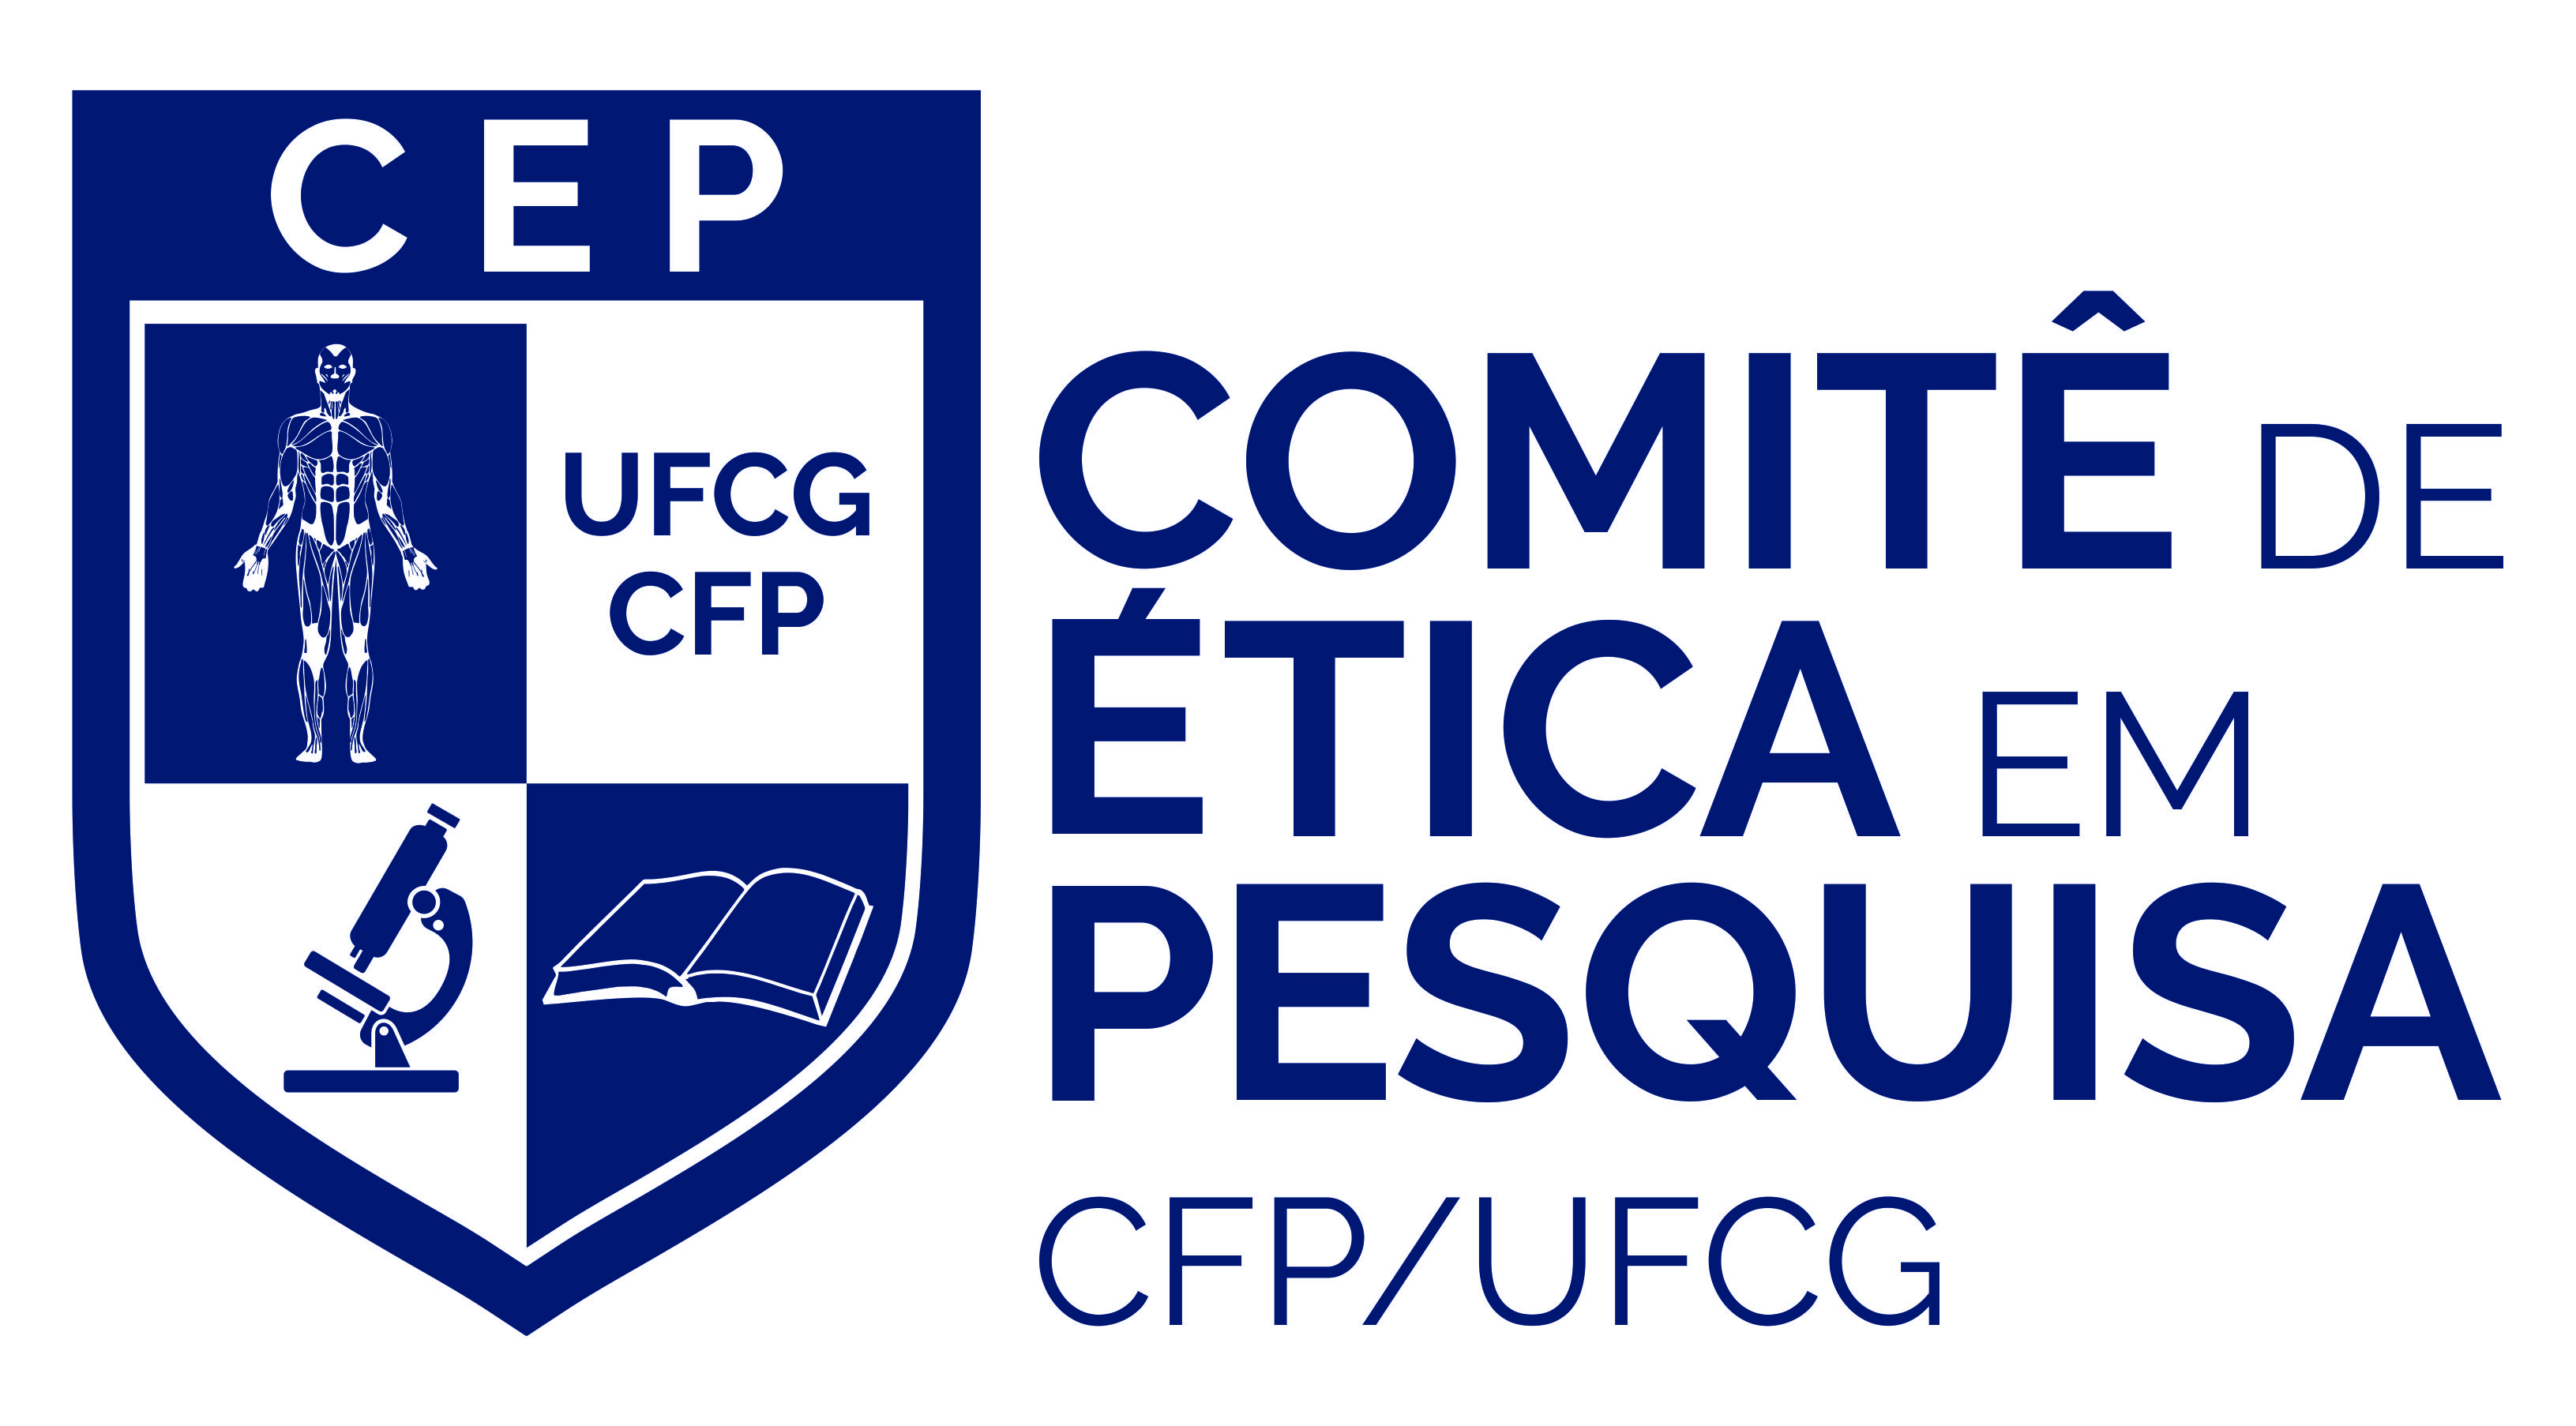 CEP
UFCG
CFP
COMITÊ DE
ÉTICA EM
PESQUISA
CFP/UFCG